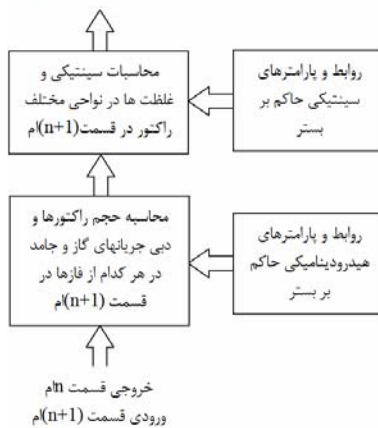 محاسبات سینتیکی و
غلظت ها در نواحی مختلف
راکتور در قسمت(n+1)ام
روابط و پارامترهای
سینتیکی حاکم بر
بستر
محاسبه حجم راکتورها و
دبی جریانهای گاز و جامد
در هر کدام از فازها در
قسمت (n+1)ام
روابط و پارامترهای
هیدرودینامیکی حاکم
بر بستر
خروجی قسمت nام
ورودی قسمت (n+1)ام